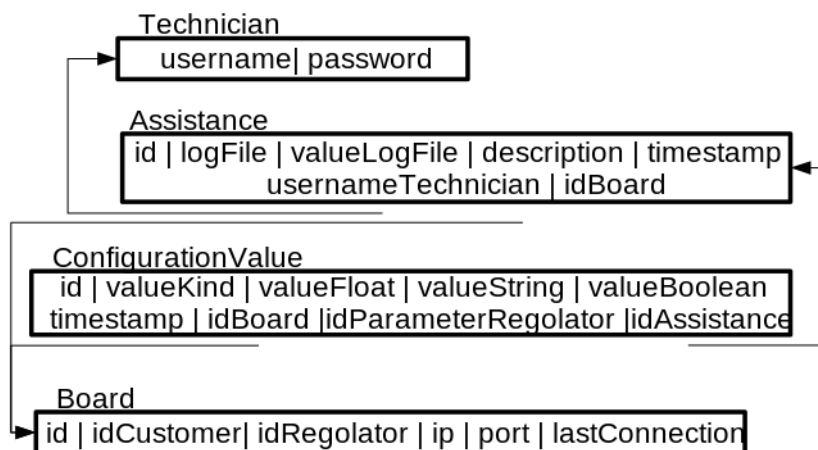 Technician
username| password
Assistance
id | logFile | valueLogFile | description | timestamp
usernameTechnician | idBoard
ConfigurationValue
id | valueKind | valueFloat | valueString | valueBoolean
timestamp | idBoard |idParameterRegolator |idAssistance
Board
id | idCustomer| idRegolator | ip | port | lastConnection